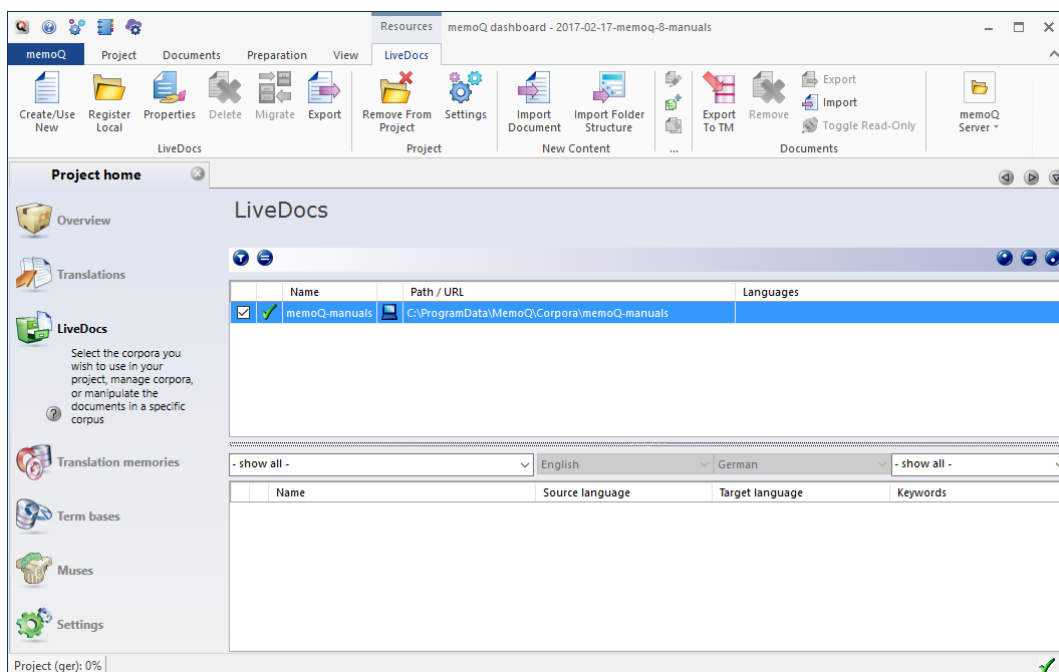 Resources memoQ dashboard - 2017-02-17-memoq-8-manuals
memoQ Project Documents Preparation View LiveDocs
Create/Use New
Register Local
Properties
Delete
Migrate
Export
Remove From Project
Settings
Import Document
Import Folder Structure
...
Export To TM
Remove
Export
Import
Toggle Read-Only
memoQ Server
LiveDocs Project New Content ... Documents
Project home
LiveDocs
Overview
Translations
LiveDocs
Select the corpora you
wish to use in your
project, manage corpora,
or manipulate the
documents in a specific
corpus
Translation memories
Term bases
Muses
Settings
Name Path / URL Languages
memoQ-manuals C:\ProgramData\MemoQ\Corpora\memoQ-manuals
- show all - English German - show all -
Name Source language Target language Keywords
Project (ger): 0%